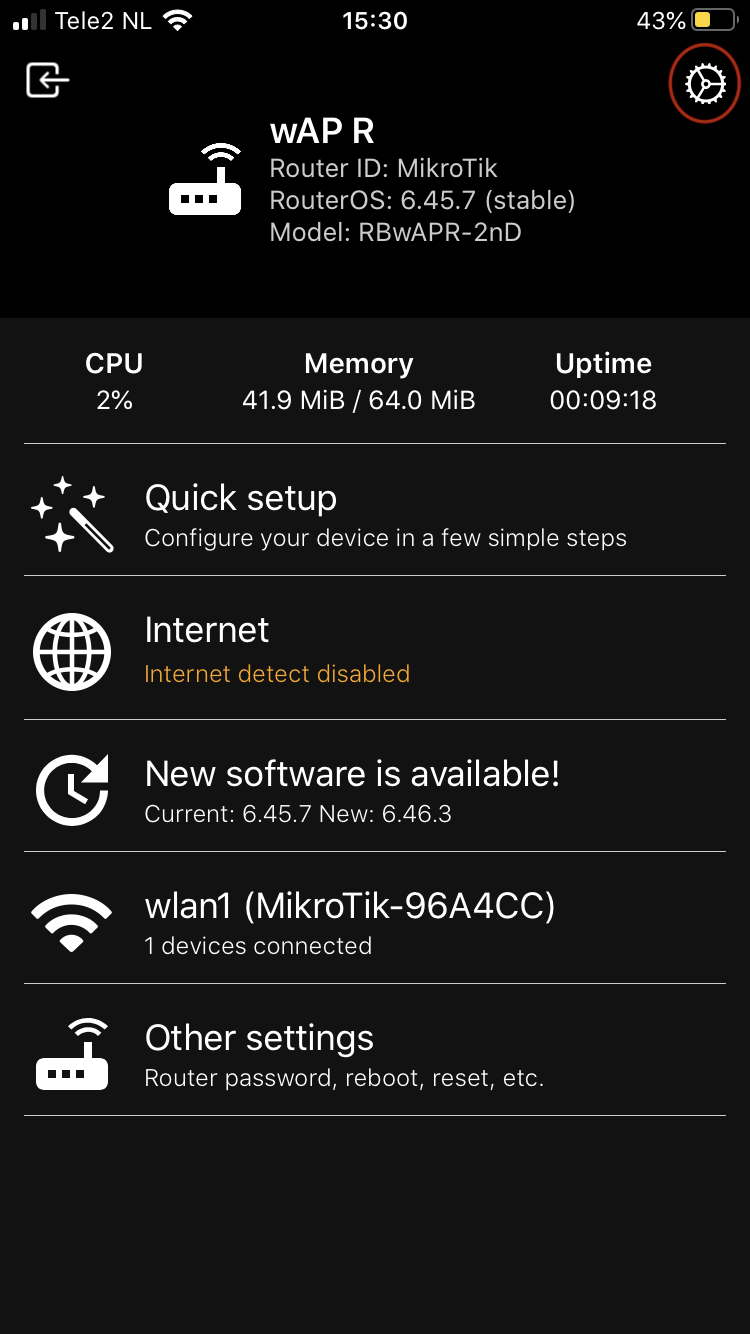 Tele2 NL 15:30 43%
wAP R
Router ID: MikroTik
RouterOS: 6.45.7 (stable)
Model: RBwAPR-2nD
CPU Memory Uptime
2% 41.9 MiB / 64.0 MiB 00:09:18
Quick setup
Configure your device in a few simple steps
Internet
Internet detect disabled
New software is available!
Current: 6.45.7 New: 6.46.3
wlan1 (MikroTik-96A4CC)
1 devices connected
Other settings
Router password, reboot, reset, etc.